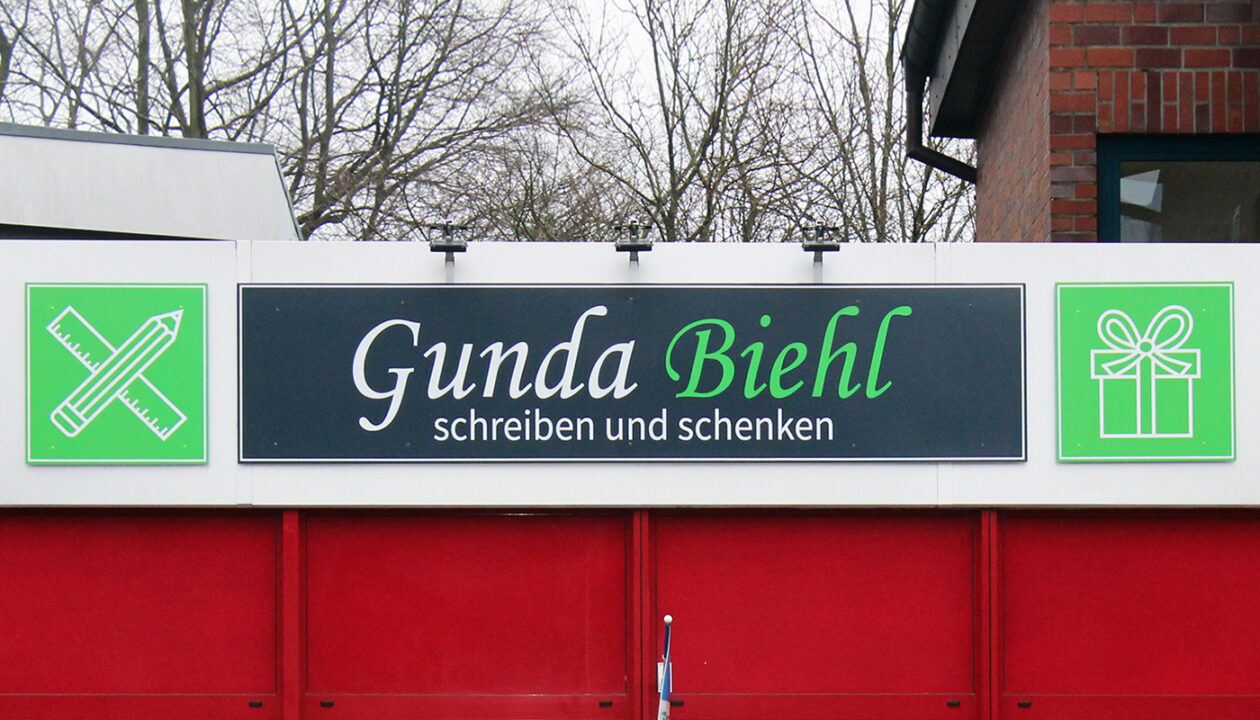 Gunda Biehl
schreiben und schenken